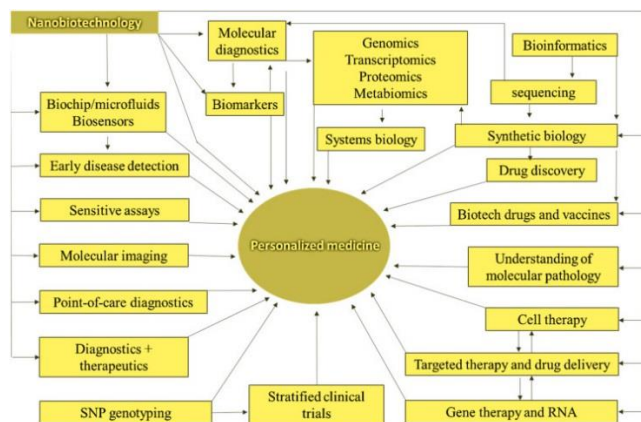 Nanobiotechnology
Molecular
diagnostics
Genomics
Transcriptomics
Proteomics
Metabiomics
Bioinformatics
Biochip/microfluids
Biosensors
Biomarkers
sequencing
Systems biology
Synthetic biology
Early disease detection
Drug discovery
Sensitive assays
Biotech drugs and vaccines
Personalized medicine
Molecular imaging
Understanding of
molecular pathology
Point-of-care diagnostics
Cell therapy
Diagnostics +
therapeutics
Targeted therapy and drug delivery
SNP genotyping
Stratified clinical
trials
Gene therapy and RNA